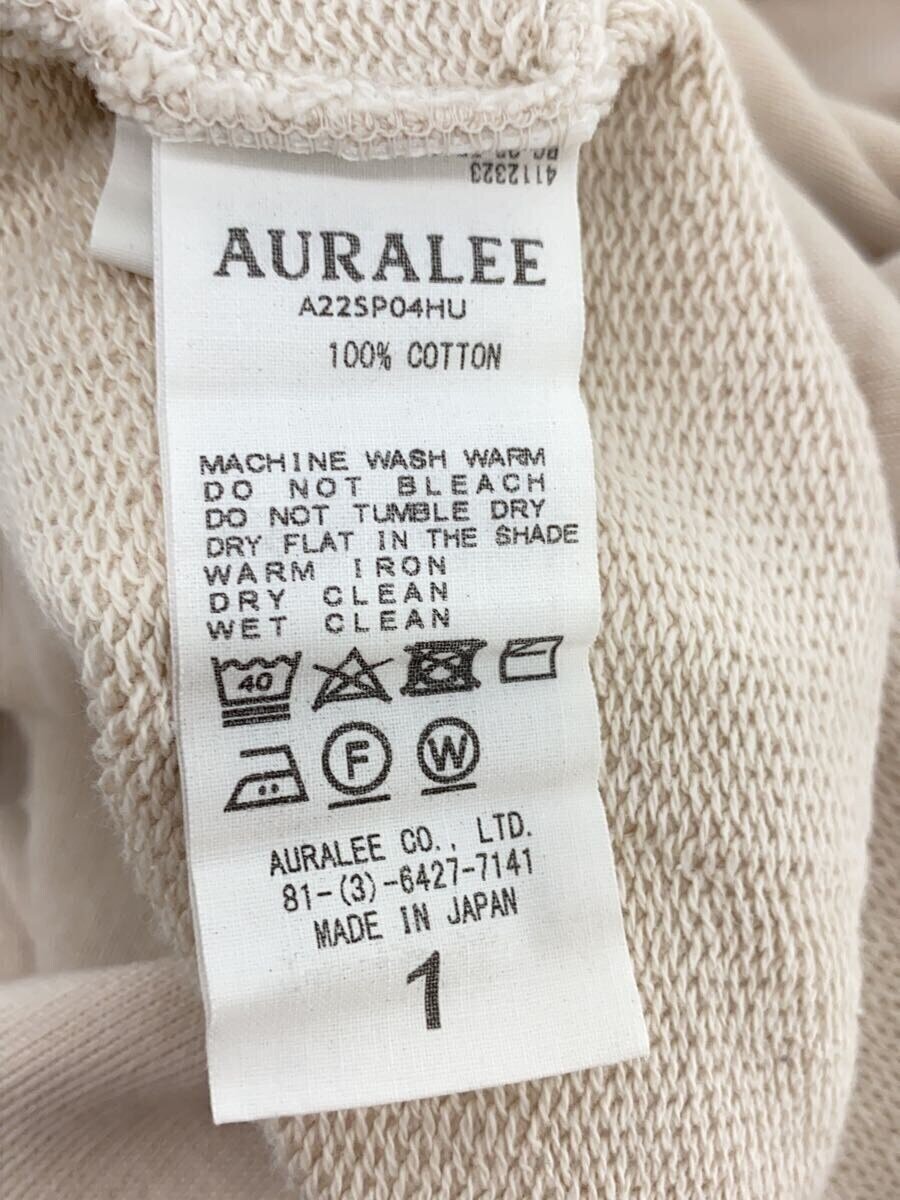 4112323
AURALEE
A22SP04HU
100% COTTON
MACHINE WASH WARM
DO NOT BLEACH
DO NOT TUMBLE DRY
DRY FLAT IN THE SHADE
WARM IRON
DRY CLEAN
WET CLEAN
40
F W
AURALEE CO., LTD.
81-(3)-6427-7141
MADE IN JAPAN
1